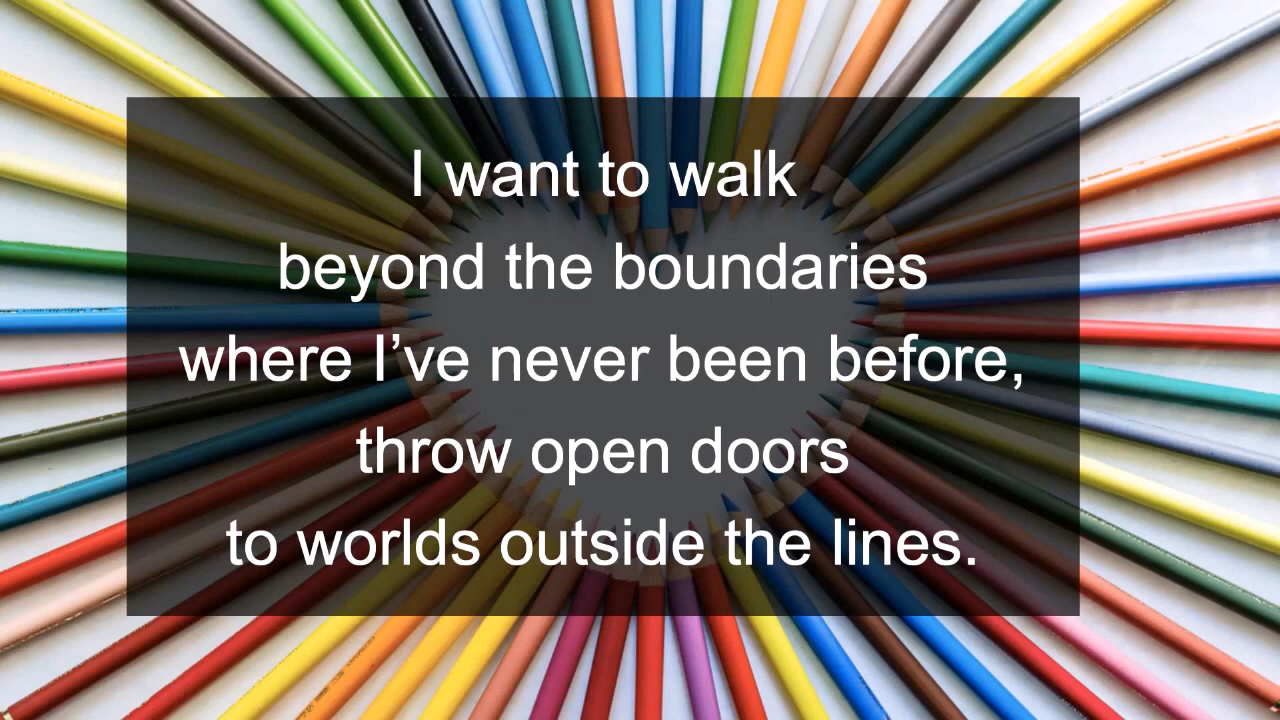 I want to walk
beyond the boundaries
where I’ve never been before,
throw open doors
to worlds outside the lines.